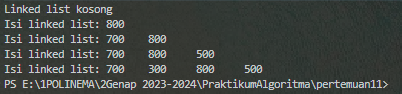 Linked list kosong
Isi linked list: 800
Isi linked list: 700 800
Isi linked list: 700 800 500
Isi linked list: 700 300 800 500
PS E:\1POLINEMA\2Genap 2023-2024\PraktikumAlgoritma\pertemuan11>